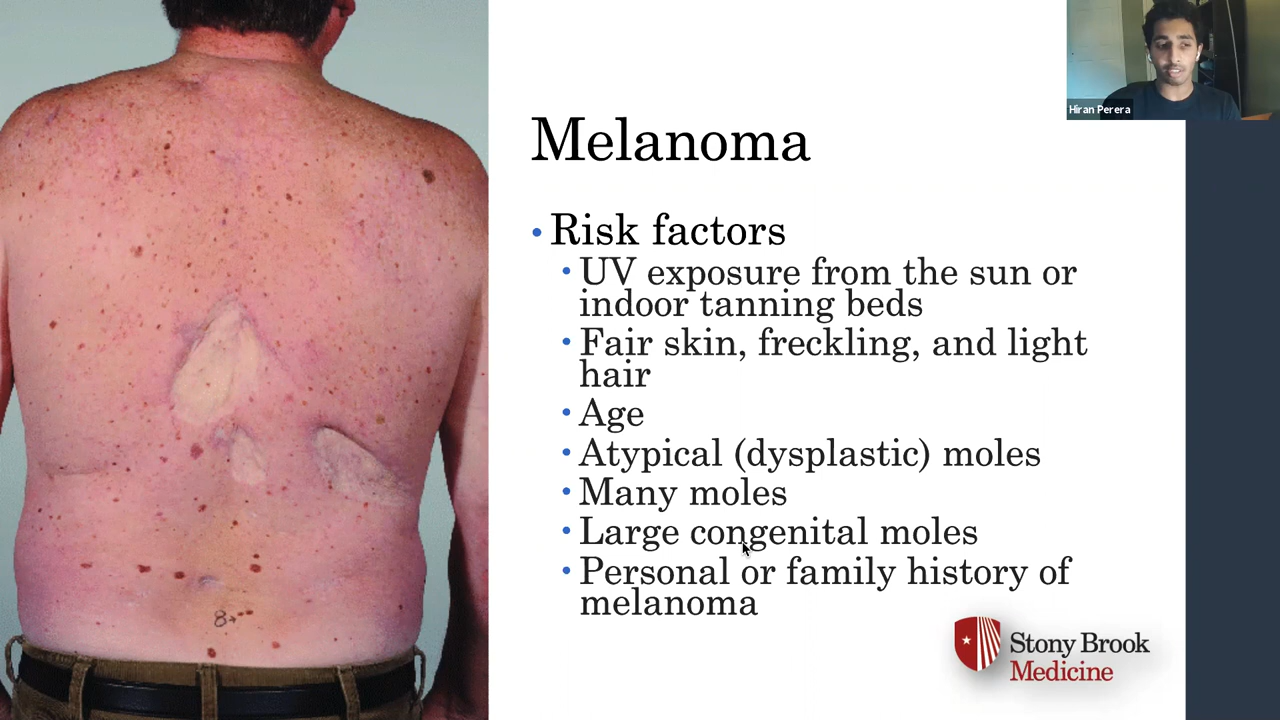 Hiran Perera
Melanoma
• Risk factors
• UV exposure from the sun or
indoor tanning beds
• Fair skin, freckling, and light
hair
• Age
• Atypical (dysplastic) moles
• Many moles
• Large congenital moles
• Personal or family history of
melanoma
8+
Stony Brook
Medicine